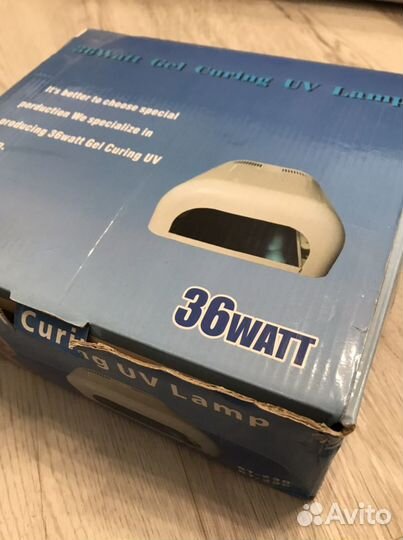 36Watt Gel Curing UV Lamp
It's better to choose special
porduction We specialize in
producing 36watt Gel Curing UV
36WATT
Curing UV Lamp
Avito